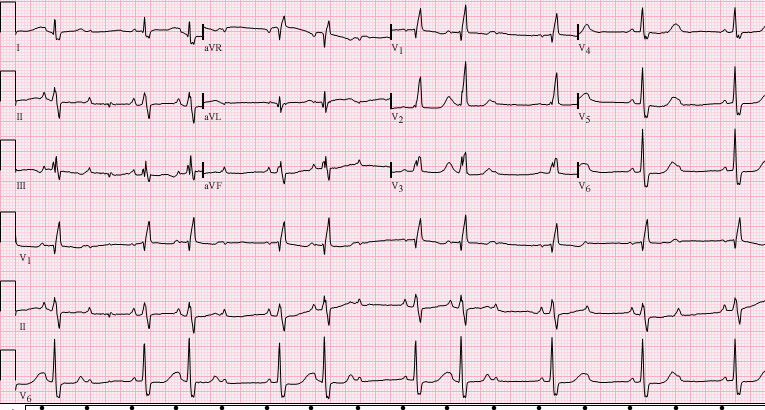 I aVR V1 V4
II aVL V2 V5
III aVF V3 V6
V1
II
V6